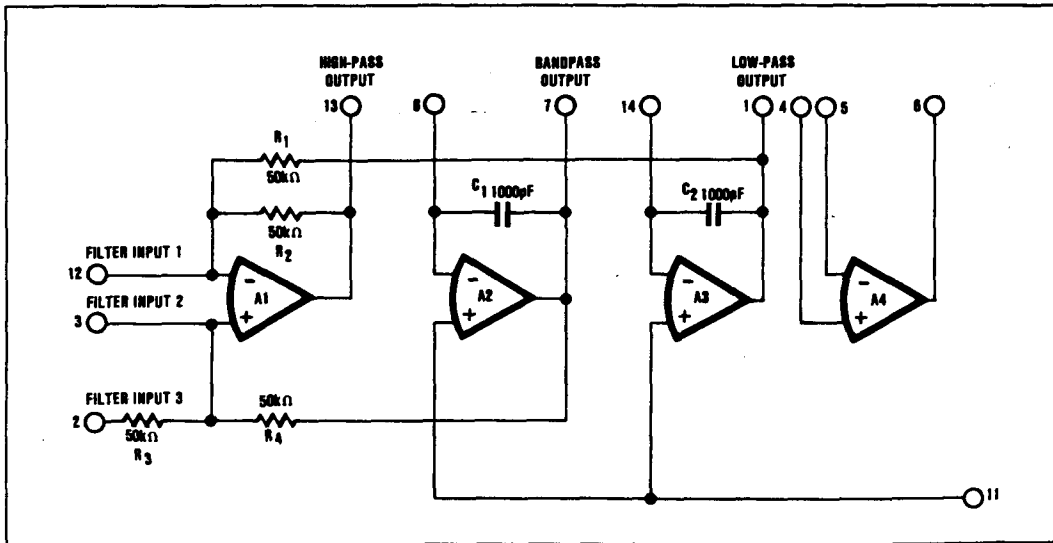 HIGH-PASS
OUTPUT
BANDPASS
OUTPUT
LOW-PASS
OUTPUT
13
8
7
14
1
4
5
6
R1
50kΩ
C1 1000pF
C2 1000pF
50kΩ
R2
FILTER INPUT 1
12
A1
A2
A3
A4
FILTER INPUT 2
3
FILTER INPUT 3
2
50kΩ
R3
50kΩ
R4
11